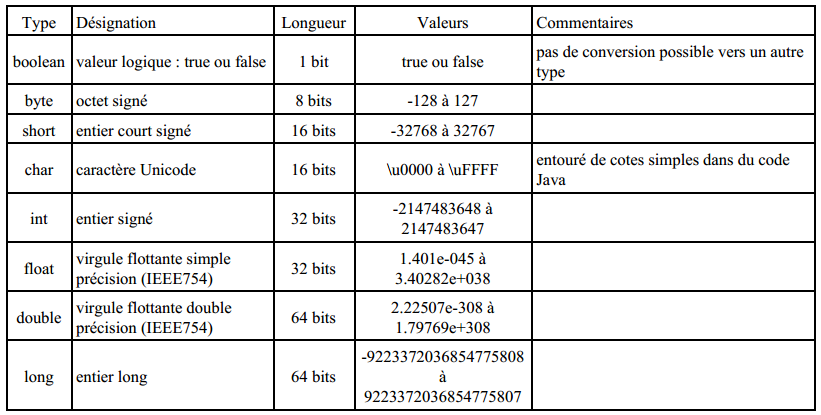 Type Désignation Longueur Valeurs Commentaires
boolean valeur logique : true ou false 1 bit true ou false pas de conversion possible vers un autre
type
byte octet signé 8 bits -128 à 127
short entier court signé 16 bits -32768 à 32767
char caractère Unicode 16 bits \u0000 à \uFFFF entouré de cotes simples dans du code
Java
int entier signé 32 bits -2147483648 à
2147483647
float virgule flottante simple
précision (IEEE754) 32 bits 1.401e-045 à
3.40282e+038
double virgule flottante double
précision (IEEE754) 64 bits 2.22507e-308 à
1.79769e+308
long entier long 64 bits -9223372036854775808
à
9223372036854775807